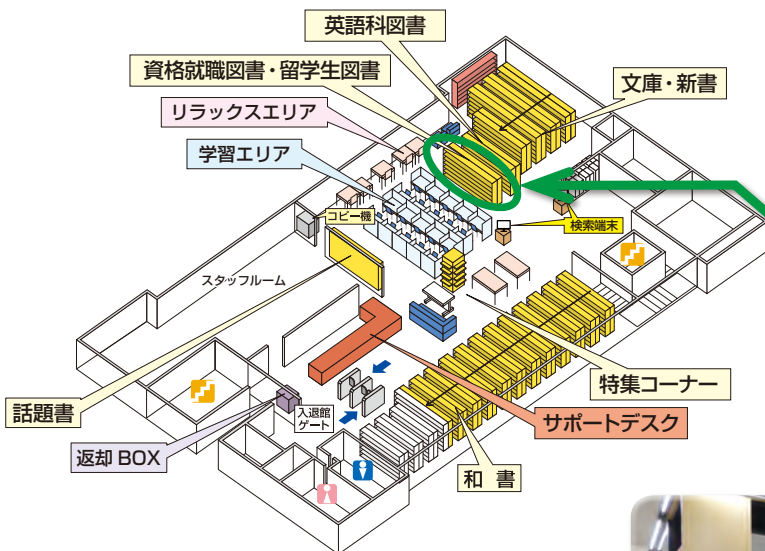 英語科図書
資格就職図書・留学生図書
文庫・新書
リラックスエリア
学習エリア
コピー機
検索端末
スタッフルーム
話題書
特集コーナー
入退館
ゲート
サポートデスク
返却 BOX
和　書